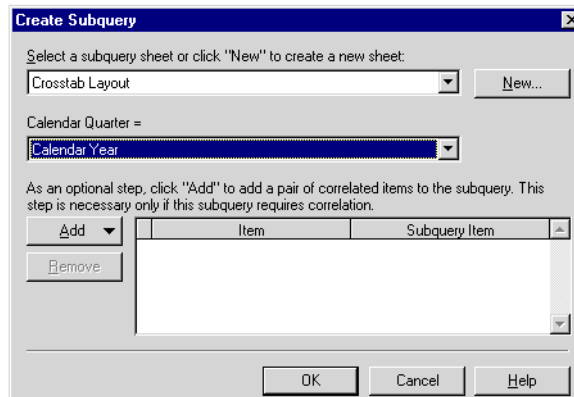 Create Subquery
Select a subquery sheet or click "New" to create a new sheet:
Crosstab Layout
New...
Calendar Quarter =
Calendar Year
As an optional step, click "Add" to add a pair of correlated items to the subquery. This
step is necessary only if this subquery requires correlation.
Add
Item Subquery Item
Remove
OK Cancel Help